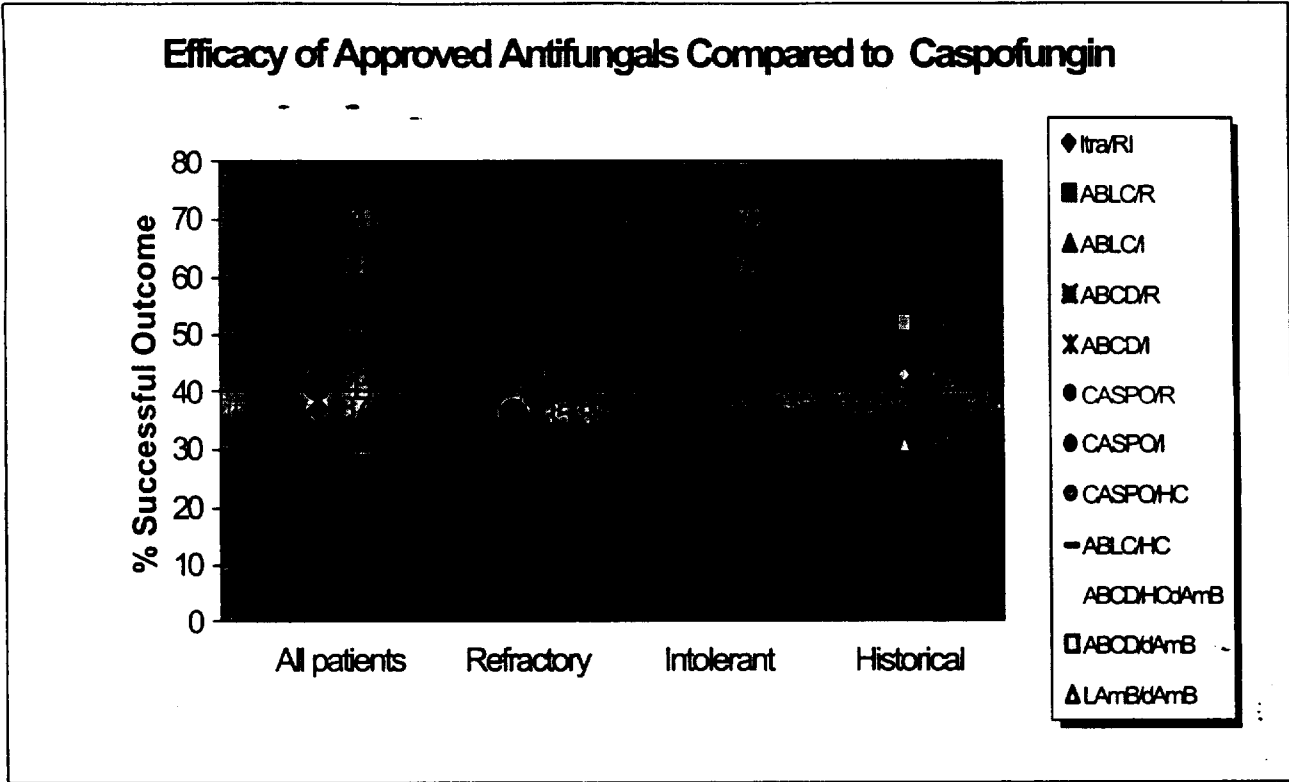 Efficacy of Approved Antifungals Compared to Caspofungin
% Successful Outcome
80
70
60
50
40
30
20
10
0
All patients
Refractory
Intolerant
Historical
Itra/RI
ABLC/R
ABLC/I
ABCD/R
ABCD/I
CASPO/R
CASPO/I
CASPO/HC
ABLC/HC
ABCD/HCdAmB
ABCD/dAmB
LAmB/dAmB